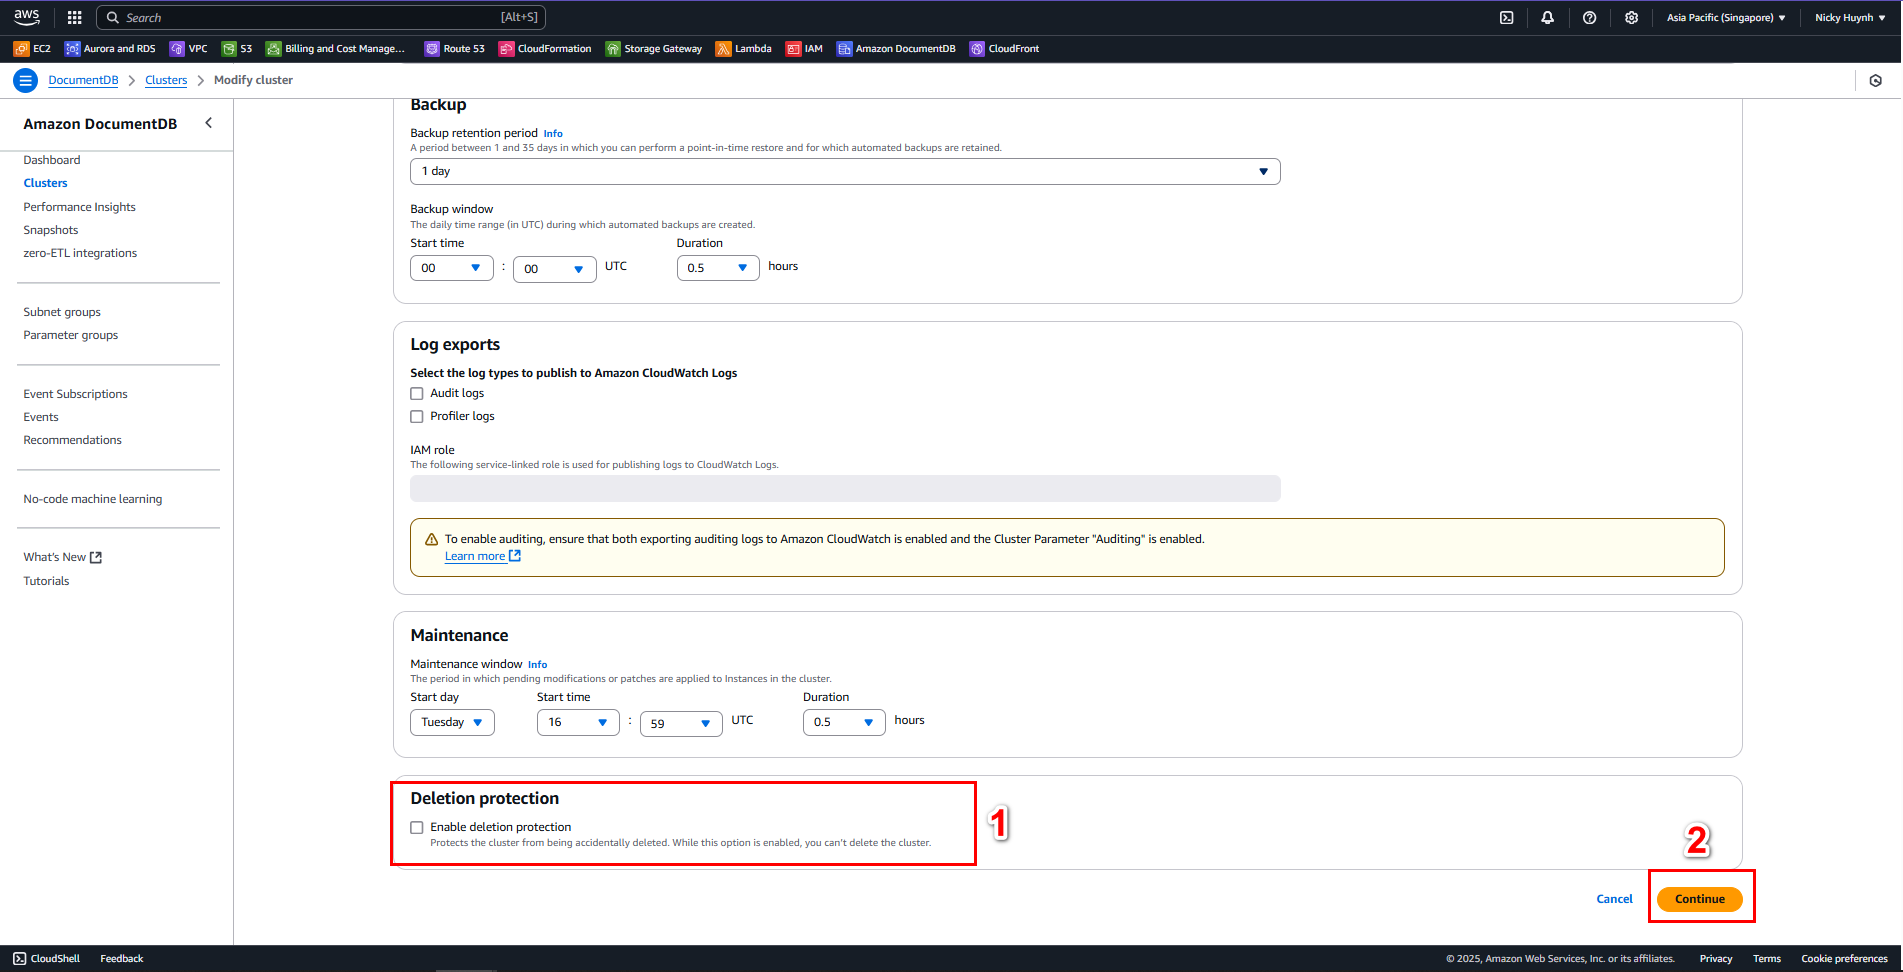 aws
Search
[Alt+S]
Asia Pacific (Singapore)
Nicky Huynh
EC2
Aurora and RDS
VPC
S3
Billing and Cost Manage...
Route 53
CloudFormation
Storage Gateway
Lambda
IAM
Amazon DocumentDB
CloudFront
DocumentDB
Clusters
Modify cluster
Amazon DocumentDB
Dashboard
Clusters
Performance Insights
Snapshots
zero-ETL integrations
Subnet groups
Parameter groups
Event Subscriptions
Events
Recommendations
No-code machine learning
What's New
Tutorials
Backup
Backup retention period Info
A period between 1 and 35 days in which you can perform a point-in-time restore and for which automated backups are retained.
1 day
Backup window
The daily time range (in UTC) during which automated backups are created.
Start time Duration
00 : 00 UTC 0.5 hours
Log exports
Select the log types to publish to Amazon CloudWatch Logs
Audit logs
Profiler logs
IAM role
The following service-linked role is used for publishing logs to CloudWatch Logs.
To enable auditing, ensure that both exporting auditing logs to Amazon CloudWatch is enabled and the Cluster Parameter "Auditing" is enabled.
Learn more
Maintenance
Maintenance window Info
The period in which pending modifications or patches are applied to Instances in the cluster.
Start day Start time Duration
Tuesday 16 : 59 UTC 0.5 hours
Deletion protection
Enable deletion protection
Protects the cluster from being accidentally deleted. While this option is enabled, you can't delete the cluster.
1
2
Cancel
Continue
CloudShell
Feedback
© 2025, Amazon Web Services, Inc. or its affiliates.
Privacy
Terms
Cookie preferences